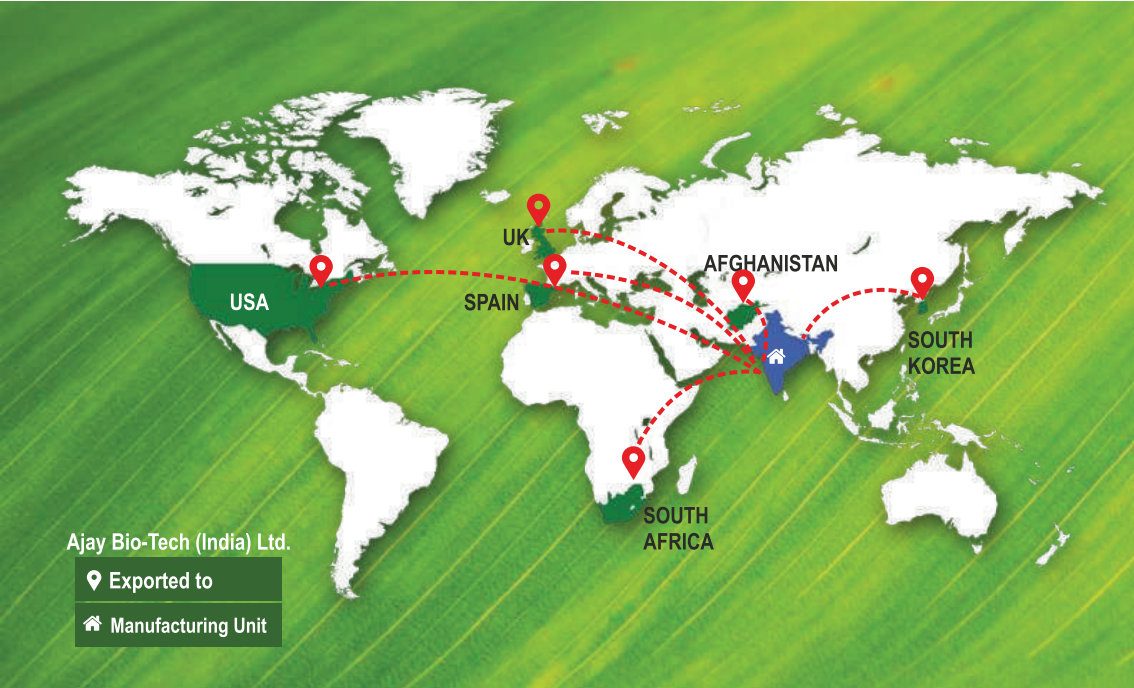 UK
AFGHANISTAN
USA
SPAIN
SOUTH
KOREA
SOUTH
AFRICA
Ajay Bio-Tech (India) Ltd.
Exported to
Manufacturing Unit